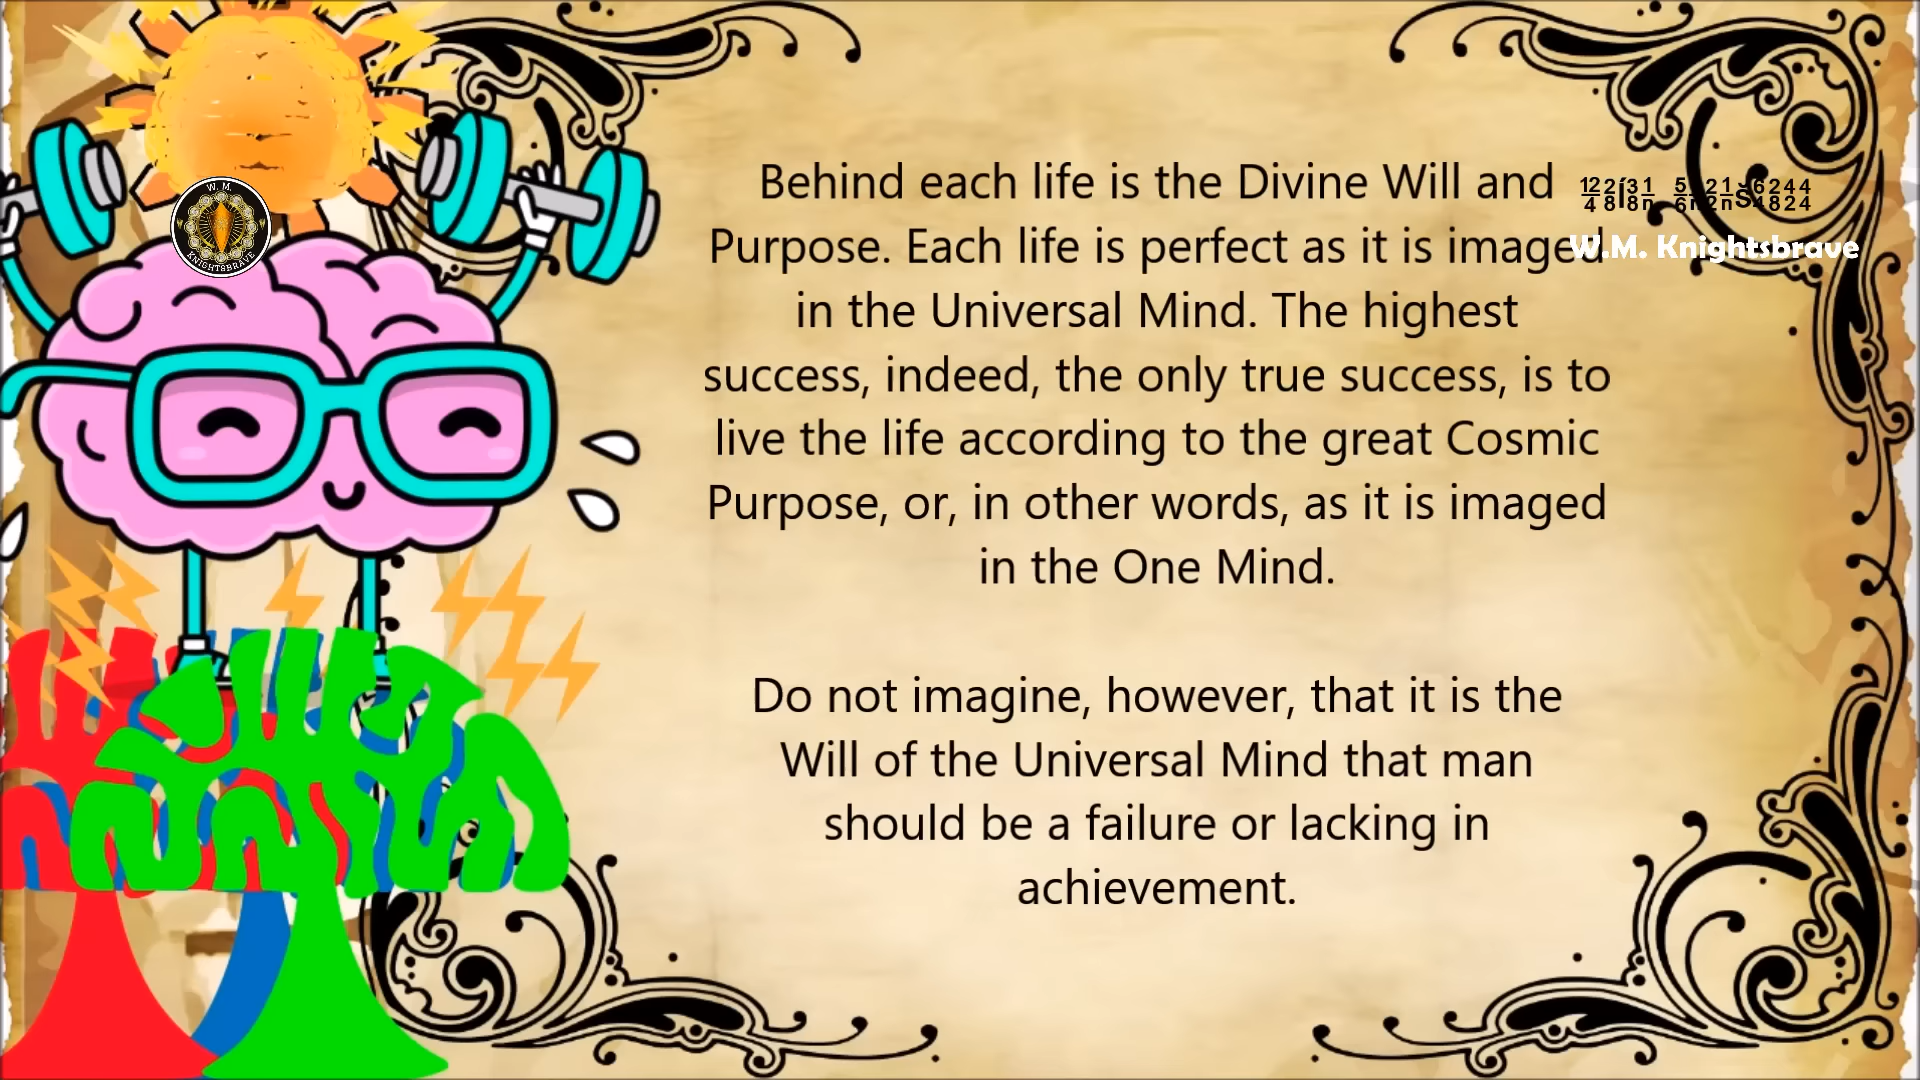 W. M.
KNIGHTSBRAVE
Behind each life is the Divine Will and
Purpose. Each life is perfect as it is imaged
in the Universal Mind. The highest
success, indeed, the only true success, is to
live the life according to the great Cosmic
Purpose, or, in other words, as it is imaged
in the One Mind.
Do not imagine, however, that it is the
Will of the Universal Mind that man
should be a failure or lacking in
achievement.
W.M. Knightsbrave